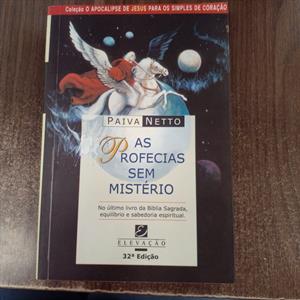 Coleção O APOCALIPSE DE JESUS PARA OS SIMPLES DE CORAÇÃO
PAIVA NETTO
AS
PROFECIAS
SEM
MISTÉRIO
No último livro da Bíblia Sagrada,
equilíbrio e sabedoria espiritual.
ELEVAÇÃO
32ª Edição